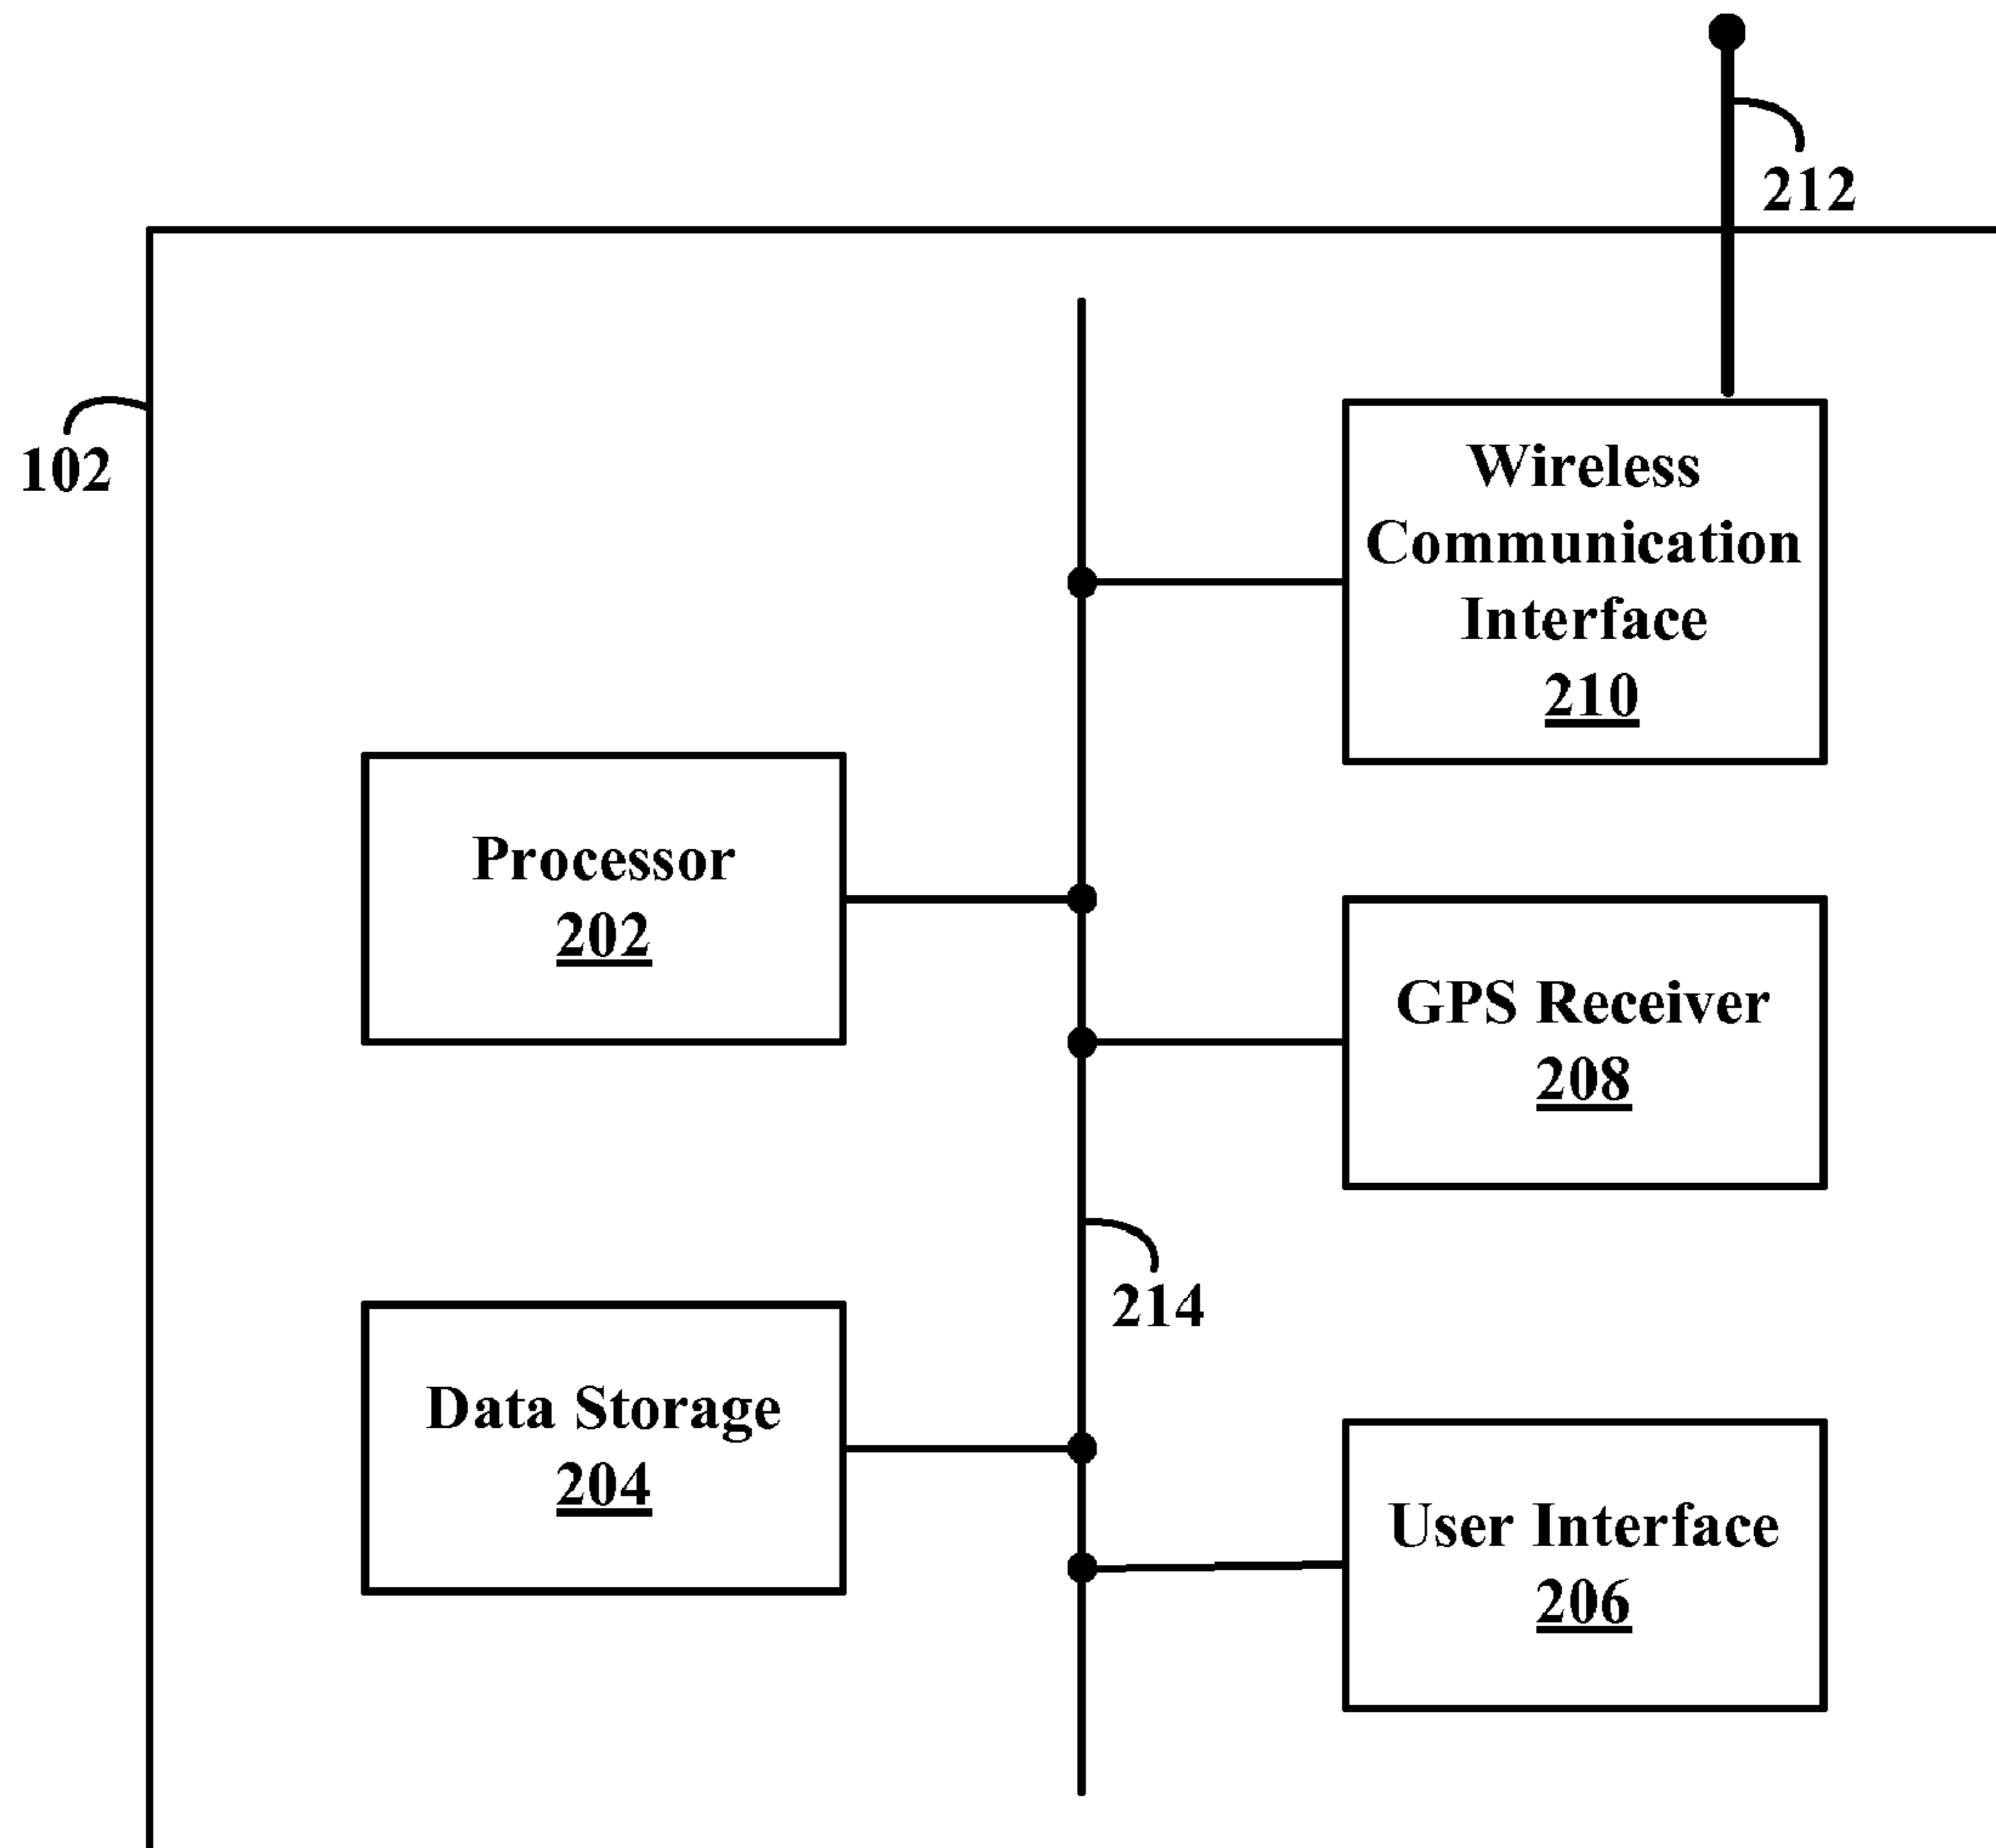 212
102
Wireless
Communication
Interface
210
Processor
202
GPS Receiver
208
214
Data Storage
204
User Interface
206